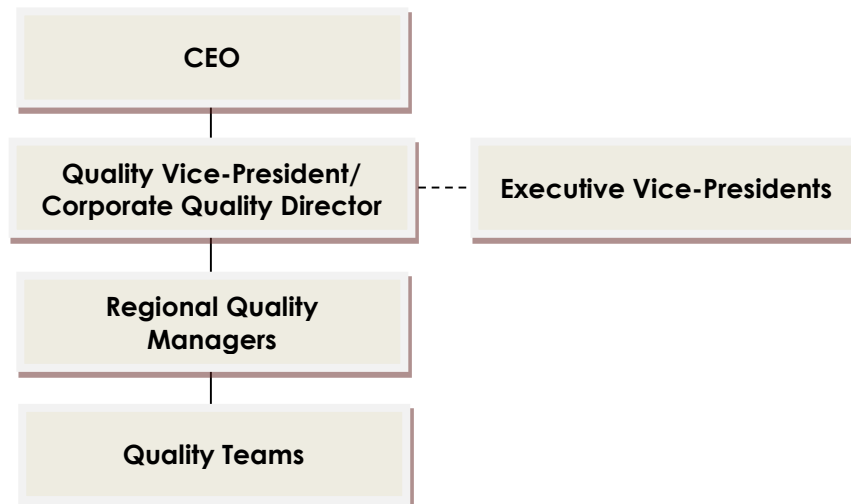 CEO
Quality Vice-President/
Corporate Quality Director
Executive Vice-Presidents
Regional Quality
Managers
Quality Teams